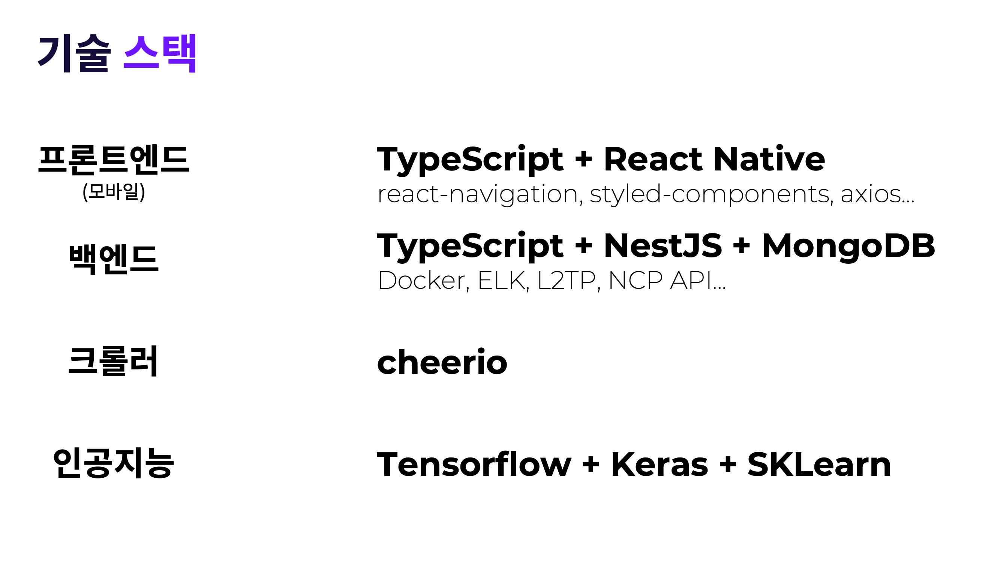 기술 스택
프론트엔드
(모바일)
TypeScript + React Native
react-navigation, styled-components, axios...
백엔드
TypeScript + NestJS + MongoDB
Docker, ELK, L2TP, NCP API...
크롤러
cheerio
인공지능
Tensorflow + Keras + SKLearn